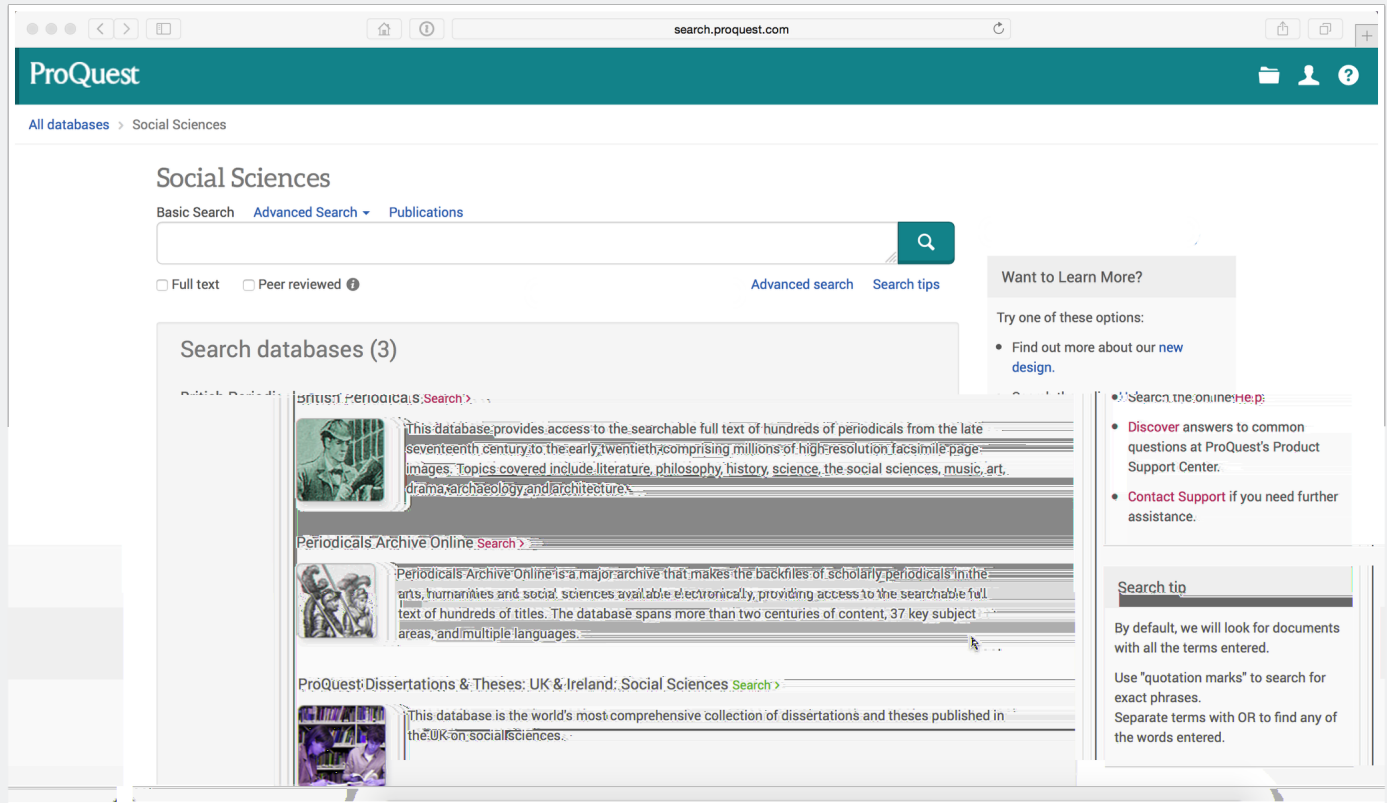 search.proquest.com
ProQuest
All databases > Social Sciences
Social Sciences
Basic Search Advanced Search Publications
Full text Peer reviewed
Advanced search Search tips
Search databases (3)
British Periodicals Search >
This database provides access to the searchable full text of hundreds of periodicals from the late
seventeenth century to the early twentieth, comprising millions of high-resolution facsimile page
images. Topics covered include literature, philosophy, history, science, the social sciences, music, art,
drama, archaeology and architecture.
Periodicals Archive Online Search >
Periodicals Archive Online is a major archive that makes the backfiles of scholarly periodicals in the
arts, humanities and social sciences available electronically, providing access to the searchable full
text of hundreds of titles. The database spans more than two centuries of content, 37 key subject
areas, and multiple languages.
ProQuest Dissertations & Theses: UK & Ireland: Social Sciences Search >
This database is the world's most comprehensive collection of dissertations and theses published in
the UK on social sciences.
Want to Learn More?
Try one of these options:
• Find out more about our new
design.
• Search the online Help.
• Discover answers to common
questions at ProQuest's Product
Support Center.
• Contact Support if you need further
assistance.
Search tip
By default, we will look for documents
with all the terms entered.
Use "quotation marks" to search for
exact phrases.
Separate terms with OR to find any of
the words entered.